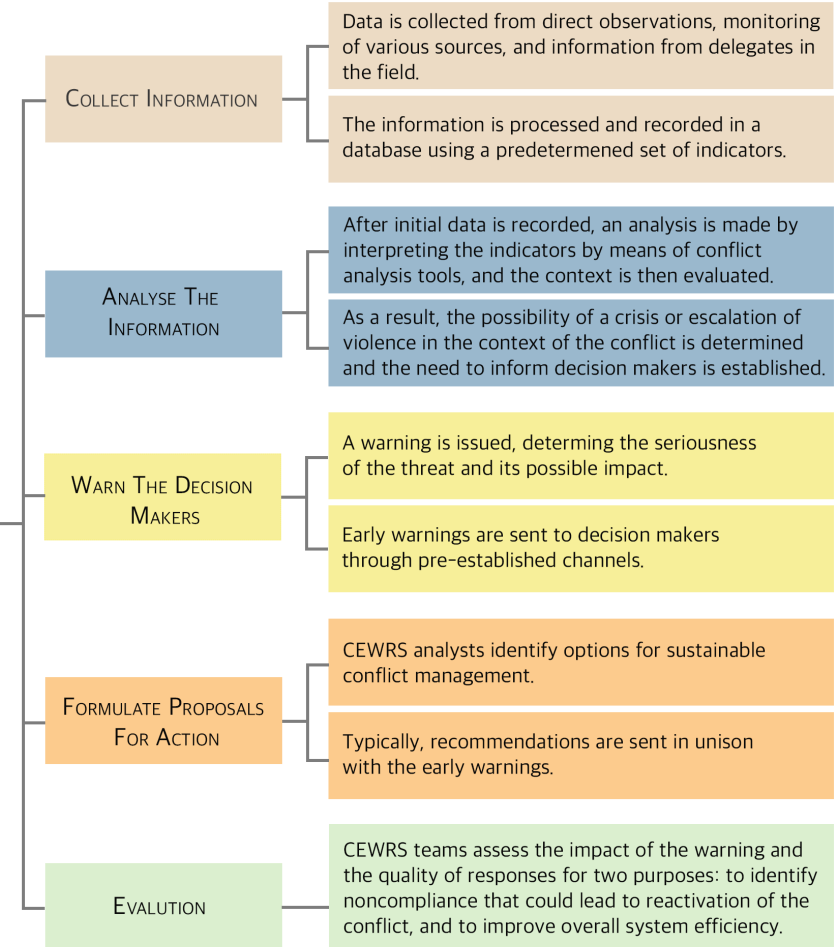 COLLECT INFORMATION
Data is collected from direct observations, monitoring
of various sources, and information from delegates in
the field.
The information is processed and recorded in a
database using a predetermened set of indicators.
ANALYSE THE
INFORMATION
After initial data is recorded, an analysis is made by
interpreting the indicators by means of conflict
analysis tools, and the context is then evaluated.
As a result, the possibility of a crisis or escalation of
violence in the context of the conflict is determined
and the need to inform decision makers is established.
WARN THE DECISION
MAKERS
A warning is issued, determing the seriousness
of the threat and its possible impact.
Early warnings are sent to decision makers
through pre-established channels.
FORMULATE PROPOSALS
FOR ACTION
CEWRS analysts identify options for sustainable
conflict management.
Typically, recommendations are sent in unison
with the early warnings.
EVALUTION
CEWRS teams assess the impact of the warning and
the quality of responses for two purposes: to identify
noncompliance that could lead to reactivation of the
conflict, and to improve overall system efficiency.